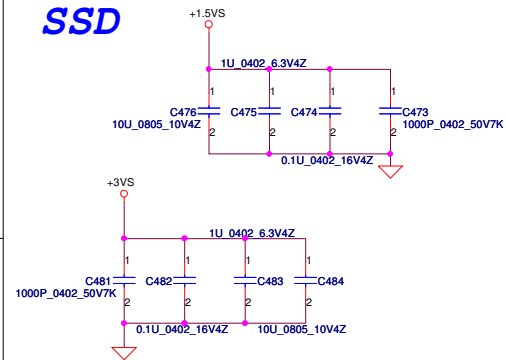 SSD
+1.5VS
1U_0402_6.3V4Z
1 1 1 1
C476 C475 C474 C473
10U_0805_10V4Z 1000P_0402_50V7K
2 2 2 2
0.1U_0402_16V4Z
+3VS
1U_0402_6.3V4Z
1 1 1 1
C481 C482 C483 C484
1000P_0402_50V7K
2 2 2 2
0.1U_0402_16V4Z 10U_0805_10V4Z